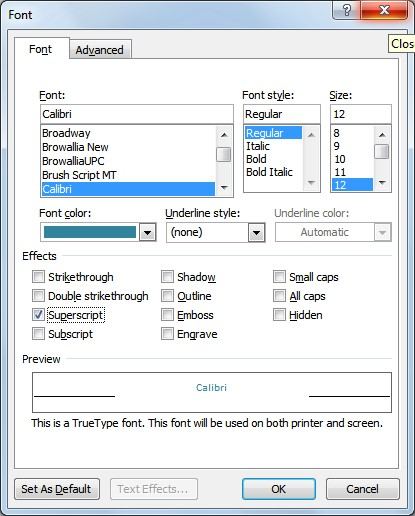 Font
Close
Font Advanced
Font: Font style: Size:
Calibri Regular 12
Broadway Regular 8
Browallia New Italic 9
BrowalliaUPC Bold 10
Brush Script MT Bold Italic 11
Calibri 12
Font color: Underline style: Underline color:
(none) Automatic
Effects
Strikethrough Shadow Small caps
Double strikethrough Outline All caps
Superscript Emboss Hidden
Subscript Engrave
Preview
Calibri
This is a TrueType font. This font will be used on both printer and screen.
Set As Default Text Effects... OK Cancel